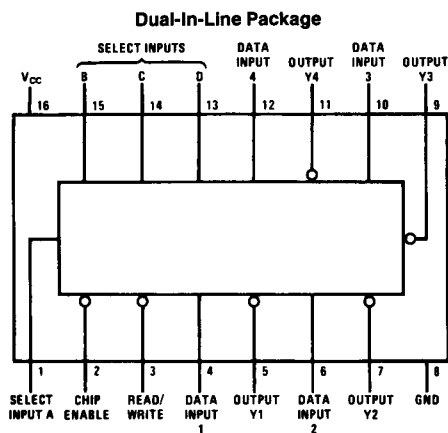 Dual-In-Line Package
SELECT INPUTS
DATA
INPUT
4
OUTPUT
Y4
DATA
INPUT
3
OUTPUT
Y3
VCC
B
C
D
16
15
14
13
12
11
10
9
1
2
3
4
5
6
7
8
SELECT
INPUT A
CHIP
ENABLE
READ/
WRITE
DATA
INPUT
1
OUTPUT
Y1
DATA
INPUT
2
OUTPUT
Y2
GND